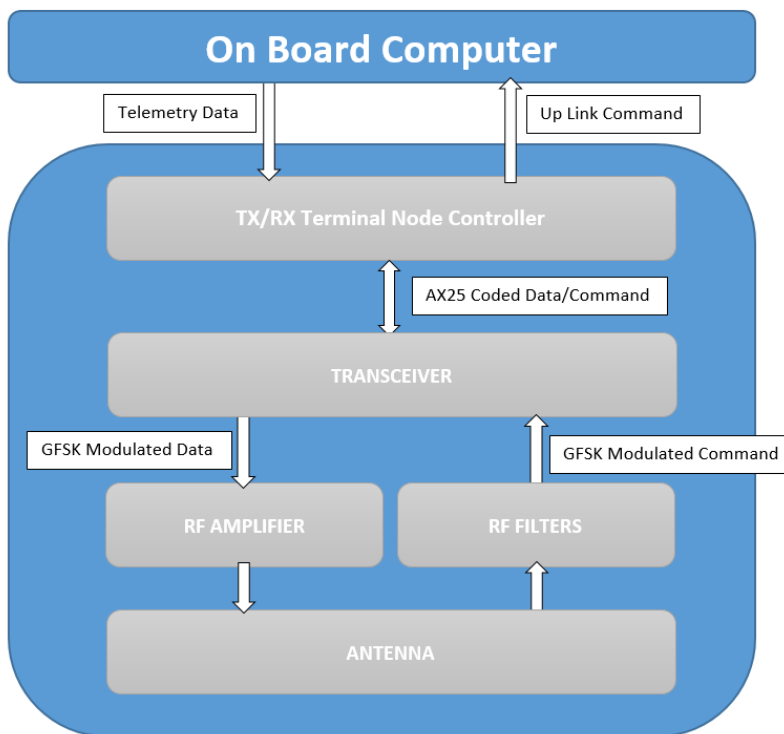 On Board Computer
Telemetry Data
Up Link Command
TX/RX Terminal Node Controller
AX25 Coded Data/Command
TRANSCEIVER
GFSK Modulated Data
GFSK Modulated Command
RF AMPLIFIER
RF FILTERS
ANTENNA